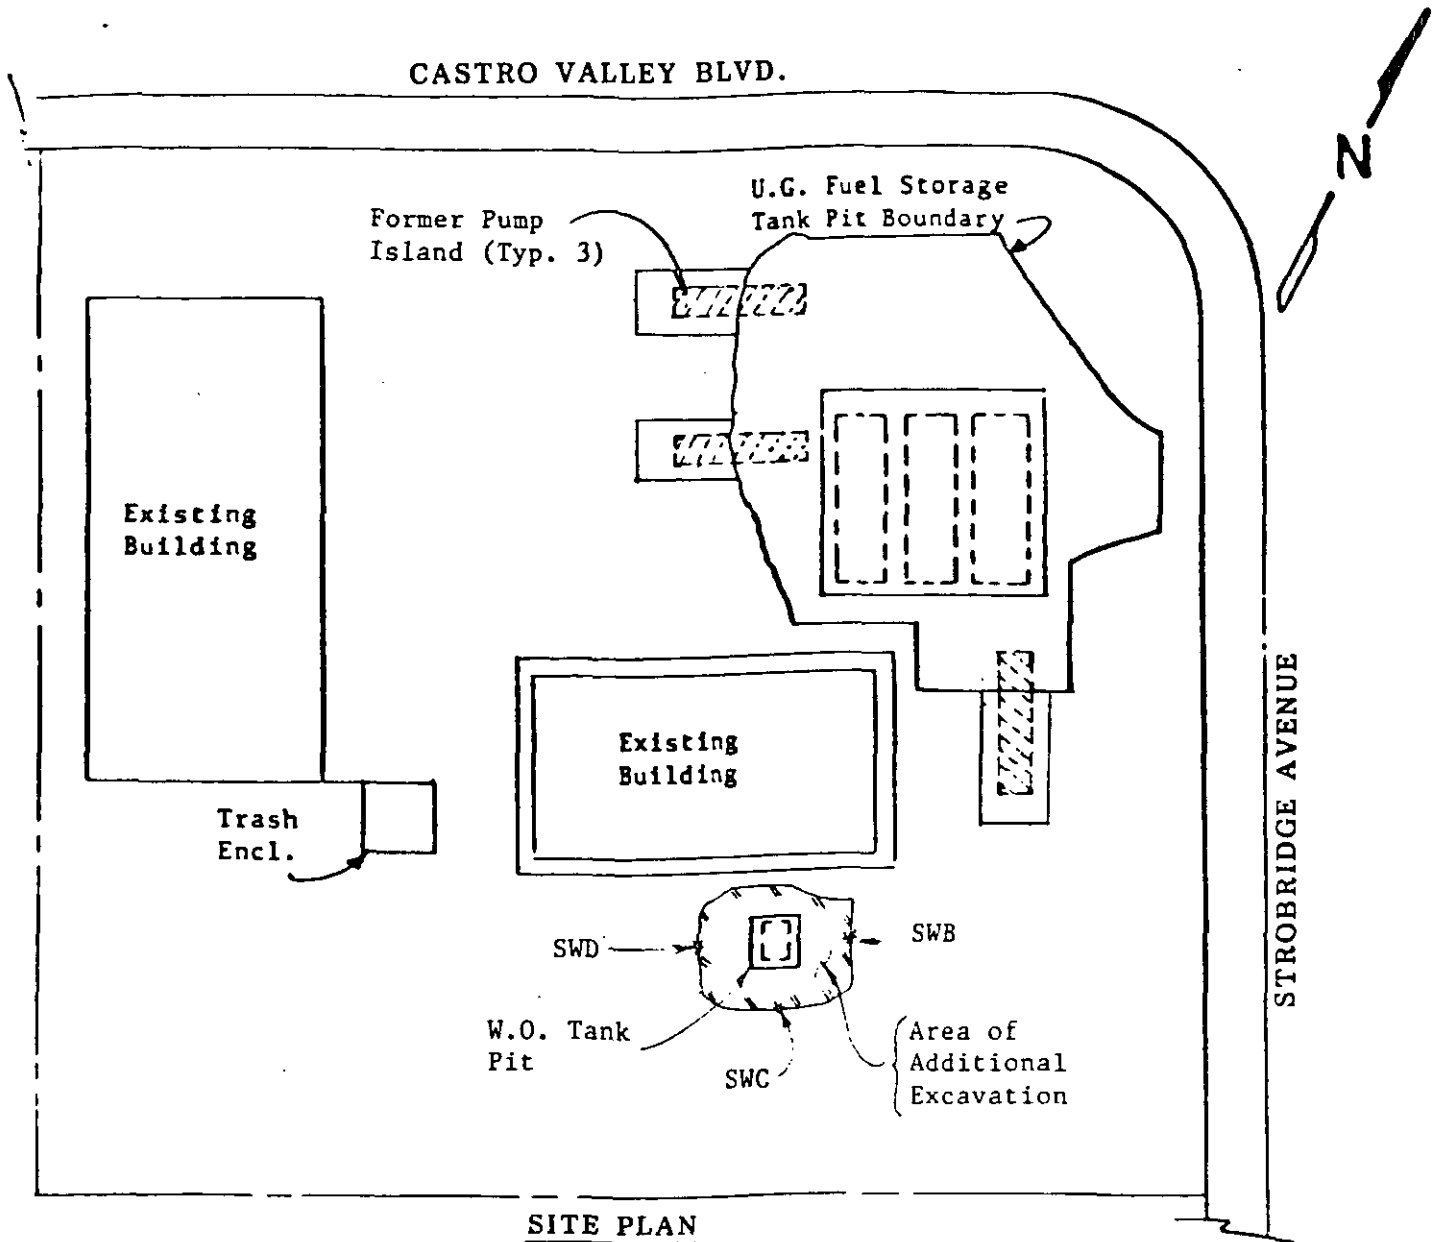 CASTRO VALLEY BLVD.
N
U.G. Fuel Storage
Tank Pit Boundary
Former Pump
Island (Typ. 3)
Existing
Building
Existing
Building
STROBRIDGE AVENUE
Trash
Encl.
SWD
SWB
W.O. Tank
Pit
SWC
Area of
Additional
Excavation
SITE PLAN